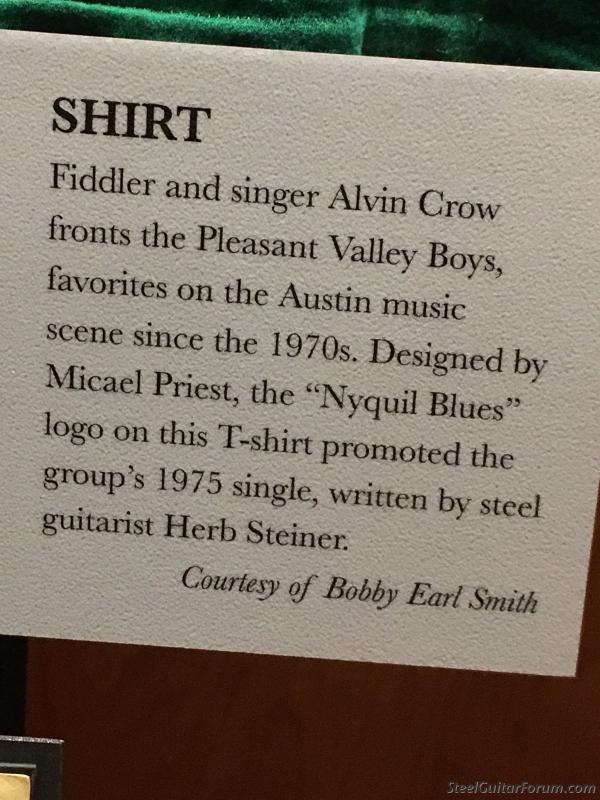 SHIRT
Fiddler and singer Alvin Crow
fronts the Pleasant Valley Boys,
favorites on the Austin music
scene since the 1970s. Designed by
Micael Priest, the “Nyquil Blues”
logo on this T-shirt promoted the
group’s 1975 single, written by steel
guitarist Herb Steiner.
Courtesy of Bobby Earl Smith
SteelGuitarForum.com